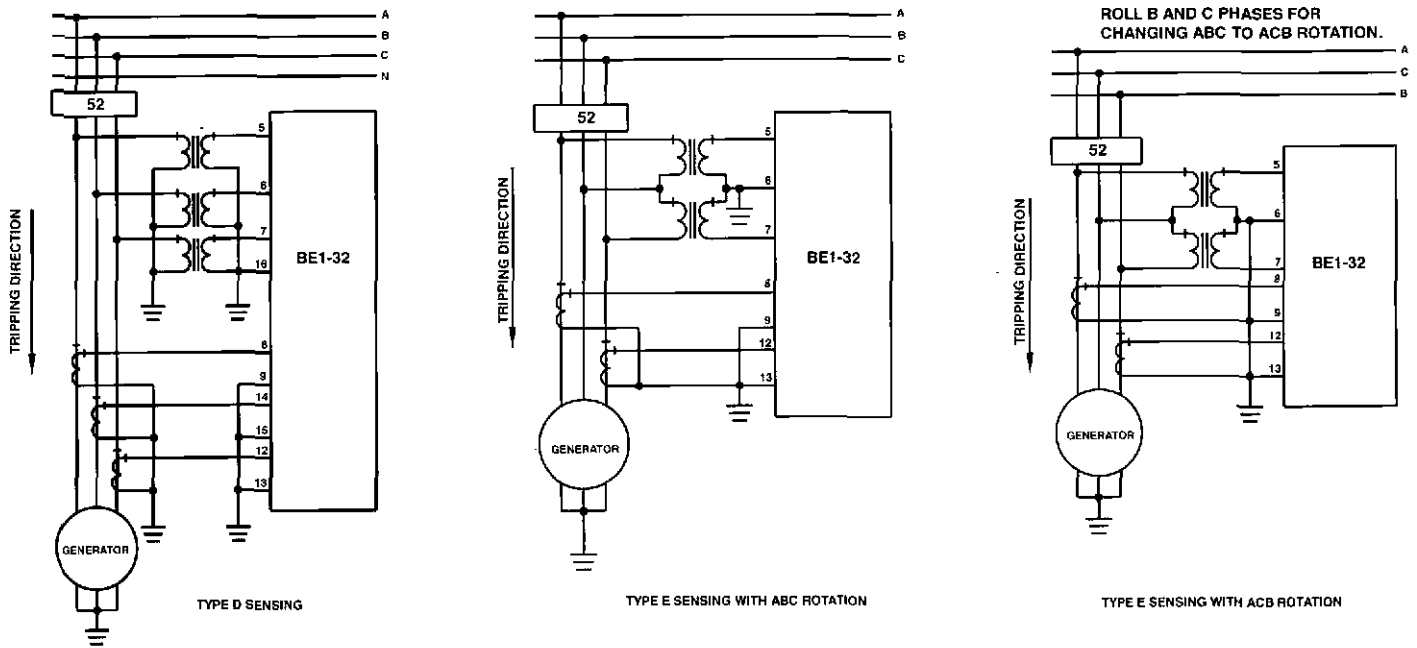 A
B
C
N
52
5
6
7
16
BE1-32
TRIPPING DIRECTION
8
9
14
15
12
13
GENERATOR
TYPE D SENSING
A
B
C
52
5
6
7
BE1-32
TRIPPING DIRECTION
8
9
12
13
GENERATOR
TYPE E SENSING WITH ABC ROTATION
ROLL B AND C PHASES FOR
CHANGING ABC TO ACB ROTATION.
A
C
B
52
5
6
7
BE1-32
TRIPPING DIRECTION
8
9
12
13
GENERATOR
TYPE E SENSING WITH ACB ROTATION